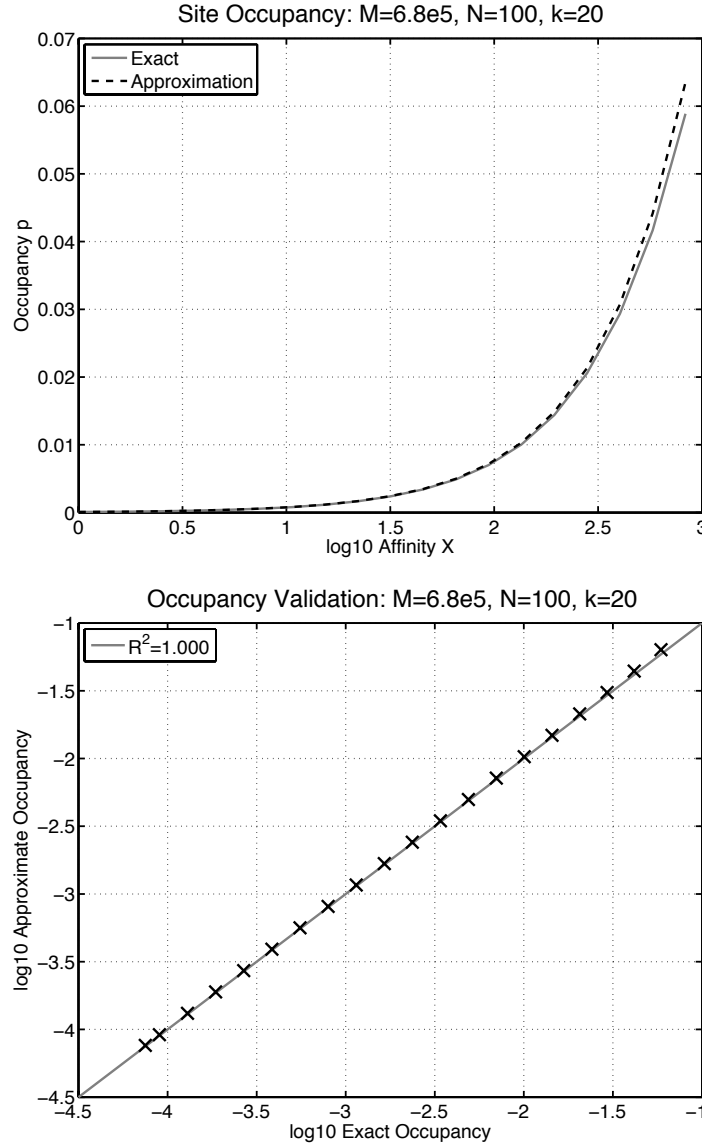 Site Occupancy: M=6.8e5, N=100, k=20
0.07
0.06
0.05
0.04
0.03
0.02
0.01
0
Occupancy p
Exact
Approximation
0 0.5 1 1.5 2 2.5 3
log10 Affinity X
Occupancy Validation: M=6.8e5, N=100, k=20
−1
−1.5
−2
−2.5
−3
−3.5
−4
−4.5
log10 Approximate Occupancy
R²=1.000
−4.5 −4 −3.5 −3 −2.5 −2 −1.5 −1
log10 Exact Occupancy